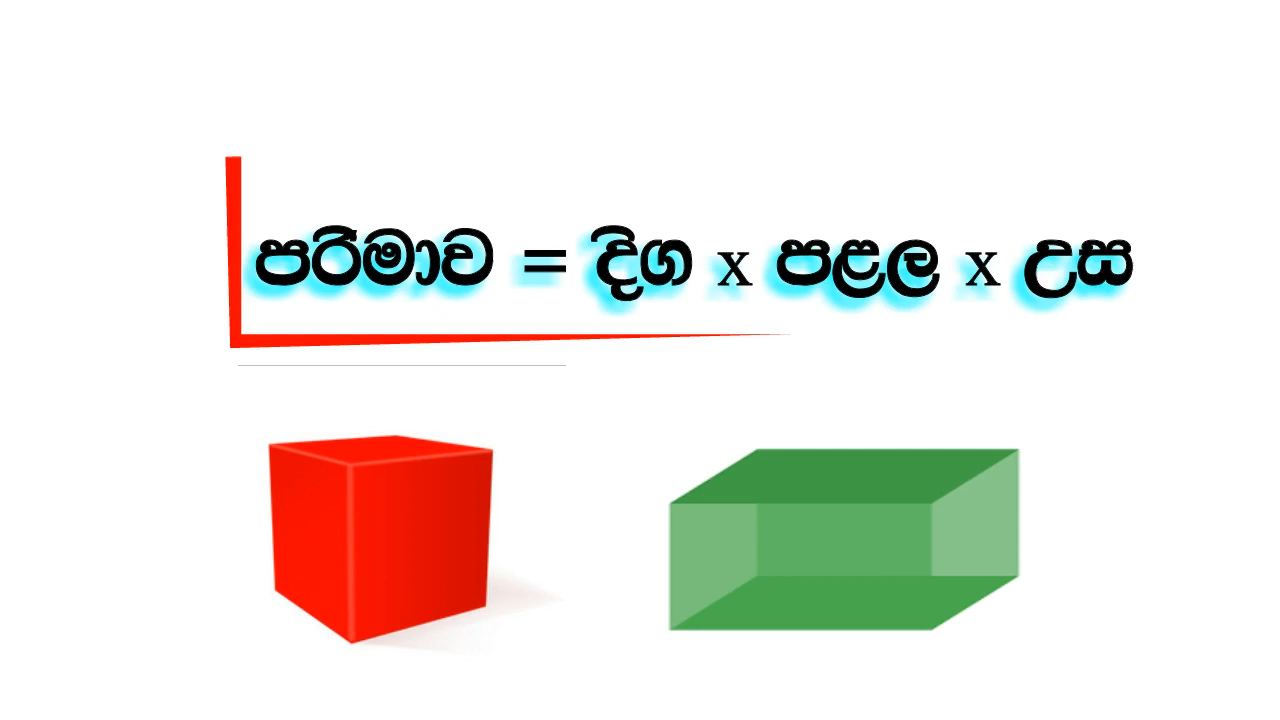 පරිමාව = දිග x පළල x උස